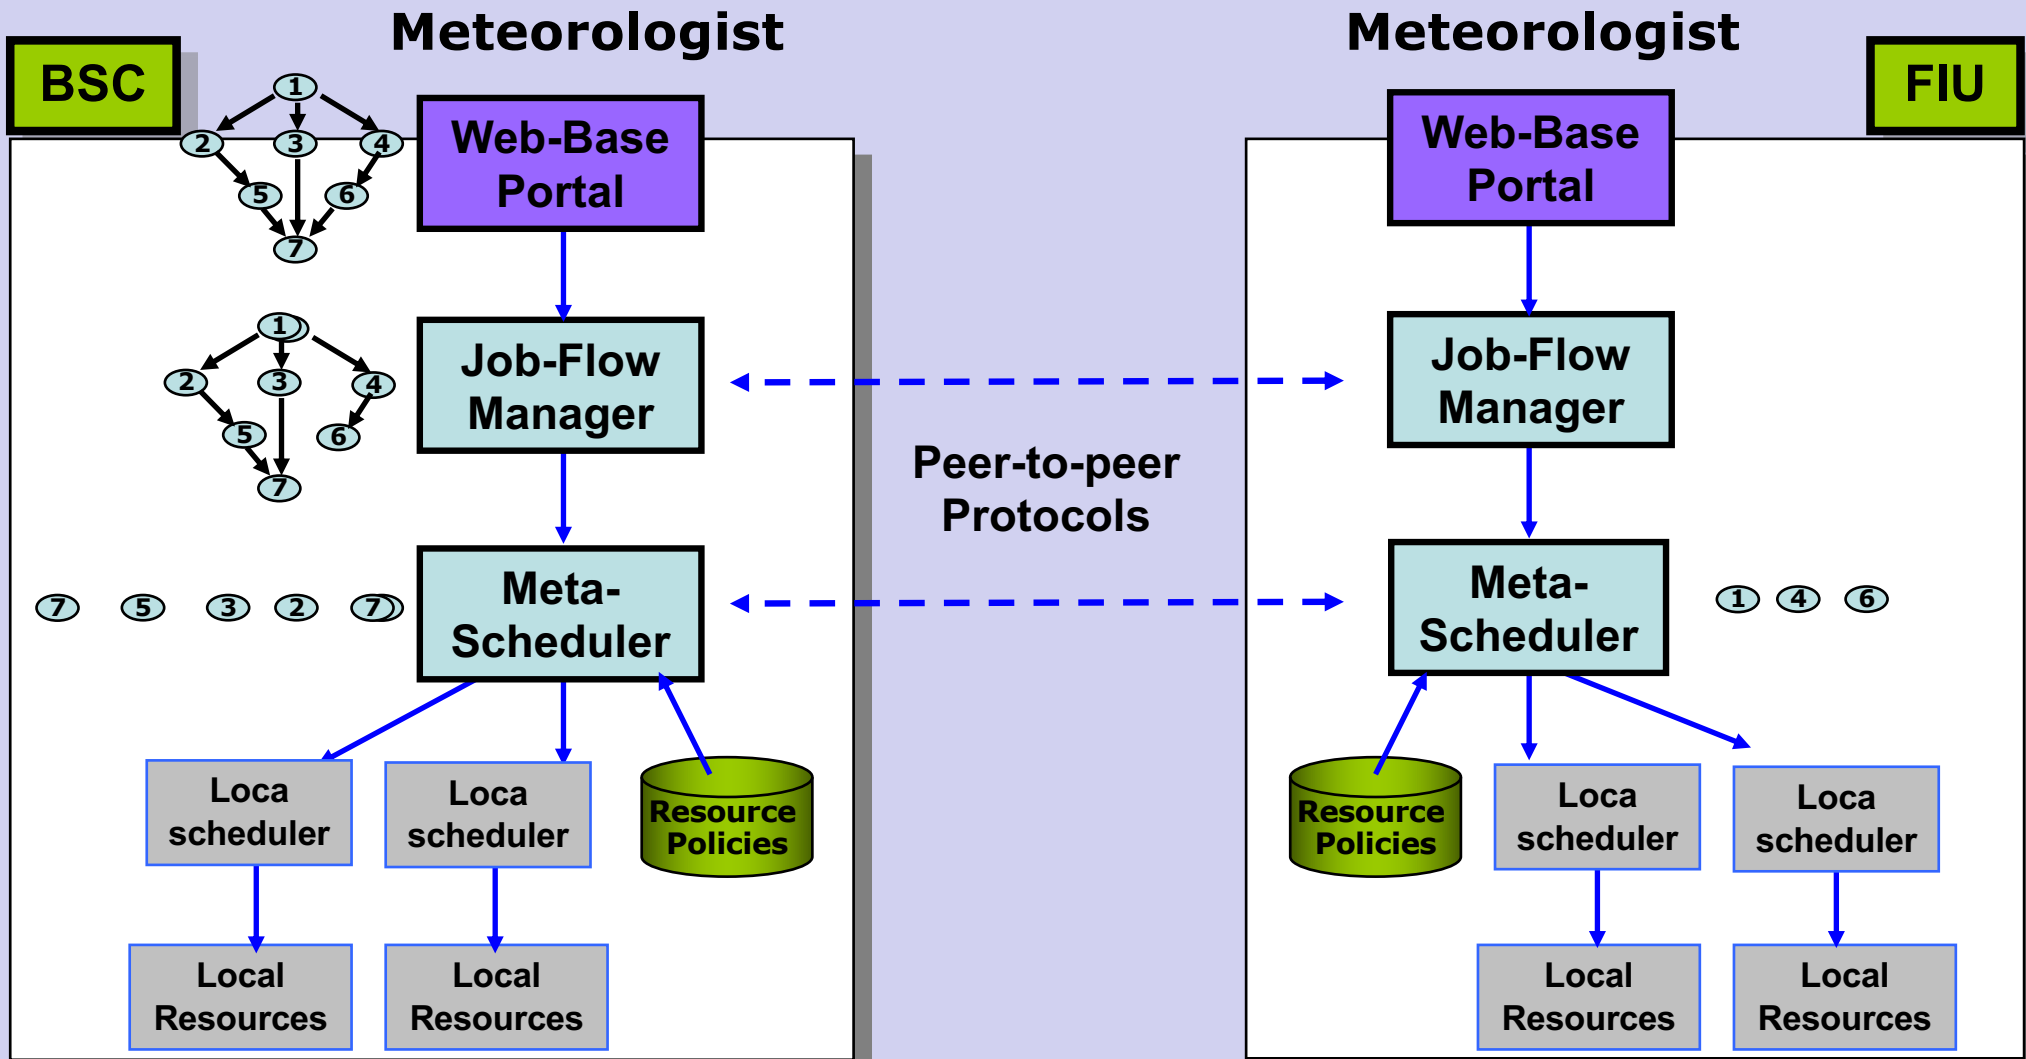 Meteorologist
Meteorologist
BSC
FIU
1
2
3
4
5
6
7
Web-Base
Portal
Web-Base
Portal
1
2
3
4
5
6
7
Job-Flow
Manager
Job-Flow
Manager
Peer-to-peer
Protocols
7
5
3
2
7
Meta-
Scheduler
Meta-
Scheduler
1
4
6
Loca
scheduler
Loca
scheduler
Resource
Policies
Resource
Policies
Loca
scheduler
Loca
scheduler
Local
Resources
Local
Resources
Local
Resources
Local
Resources